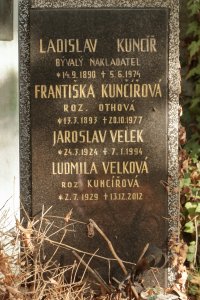 LADISLAV KUNCÍŘ
BÝVALÝ NAKLADATEL
*14.9.1890 + 5.6.1974
FRANTIŠKA KUNCÍŘOVÁ
ROZ. OTHOVÁ
*13.7.1897 + 20.10.1977
JAROSLAV VELEK
*24.7.1924 + 7.1.1994
LUDMILA VELKOVÁ
ROZ. KUNCÍŘOVÁ
*2.7.1929 + 13.12.2012